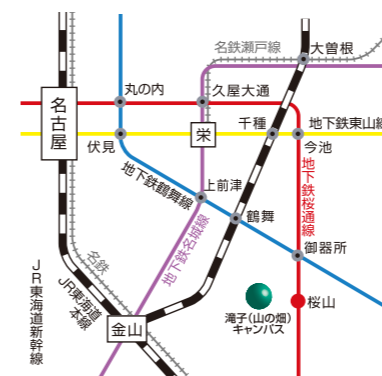 名鉄瀬戸線
大曽根
丸の内
久屋大通
名古屋
栄
千種
地下鉄東山線
伏見
今池
地下鉄鶴舞線
上前津
地下鉄桜通線
鶴舞
地下鉄名城線
御器所
名鉄
JR東海道新幹線
JR東海道
本線
金山
桜山
滝子(山の畑)
キャンパス